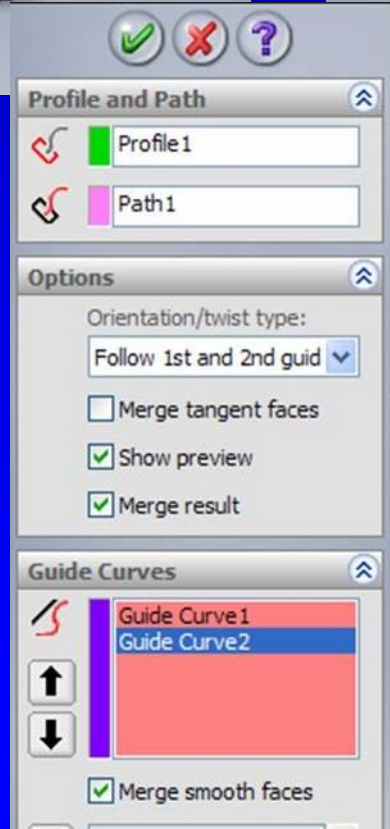 Profile and Path
Profile1
Path1
Options
Orientation/twist type:
Follow 1st and 2nd guid
Merge tangent faces
Show preview
Merge result
Guide Curves
Guide Curve1
Guide Curve2
Merge smooth faces